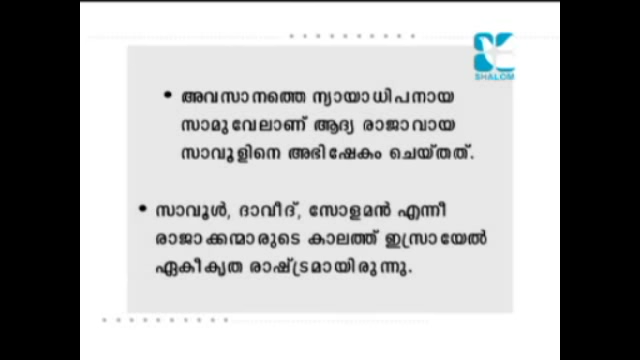 SHALOM
• അവസാനത്തെ ന്യായാധിപനായ
സാമുവേലാണ് ആദ്യ രാജാവായ
സാവൂളിനെ അഭിഷേകം ചെയ്തത്.
• സാവൂൾ, ദാവീദ്, സോളമൻ എന്നീ
രാജാക്കന്മാരുടെ കാലത്ത് ഇസ്രായേൽ
ഏകീകൃത രാഷ്ട്രമായിരുന്നു.